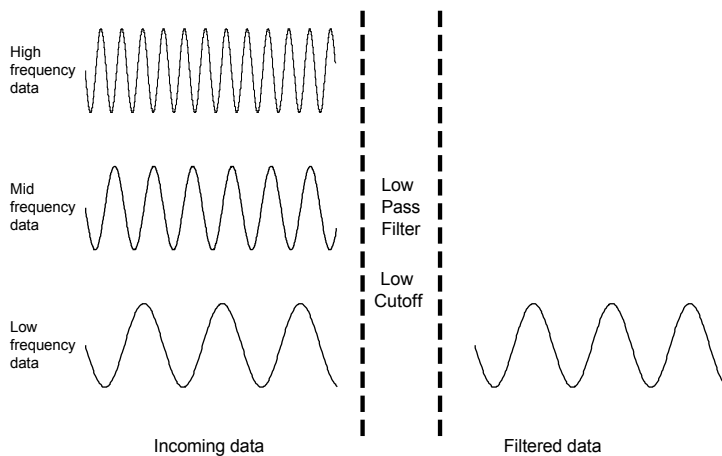 High
frequency
data
Mid
frequency
data
Low
frequency
data
Low
Pass
Filter
Low
Cutoff
Incoming data
Filtered data